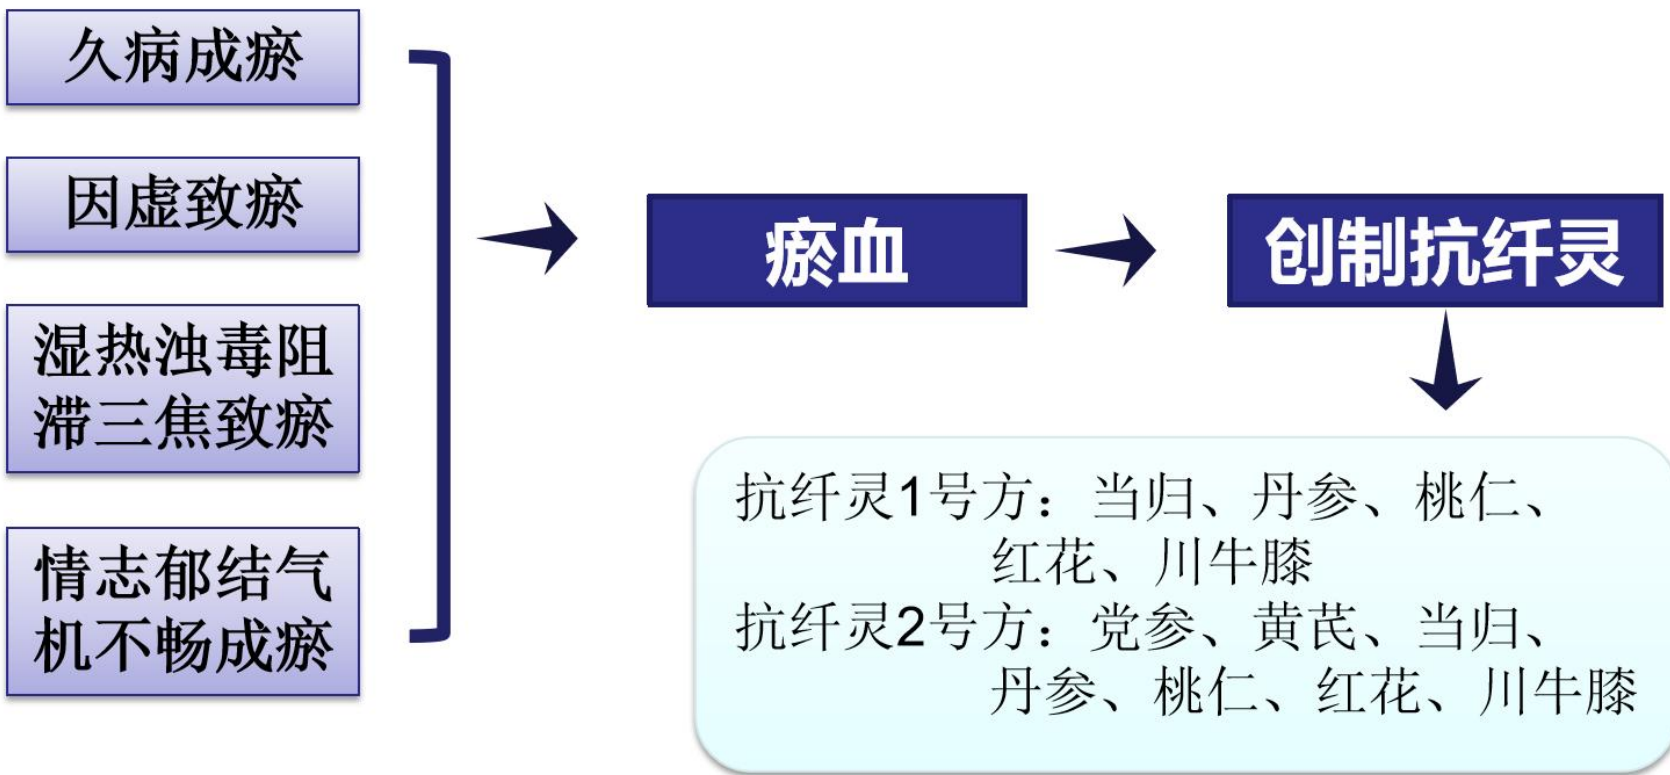 久病成瘀
因虚致瘀
湿热浊毒阻
滞三焦致瘀
情志郁结气
机不畅成瘀
瘀血
创制抗纤灵
抗纤灵1号方：当归、丹参、桃仁、
红花、川牛膝
抗纤灵2号方：党参、黄芪、当归、
丹参、桃仁、红花、川牛膝